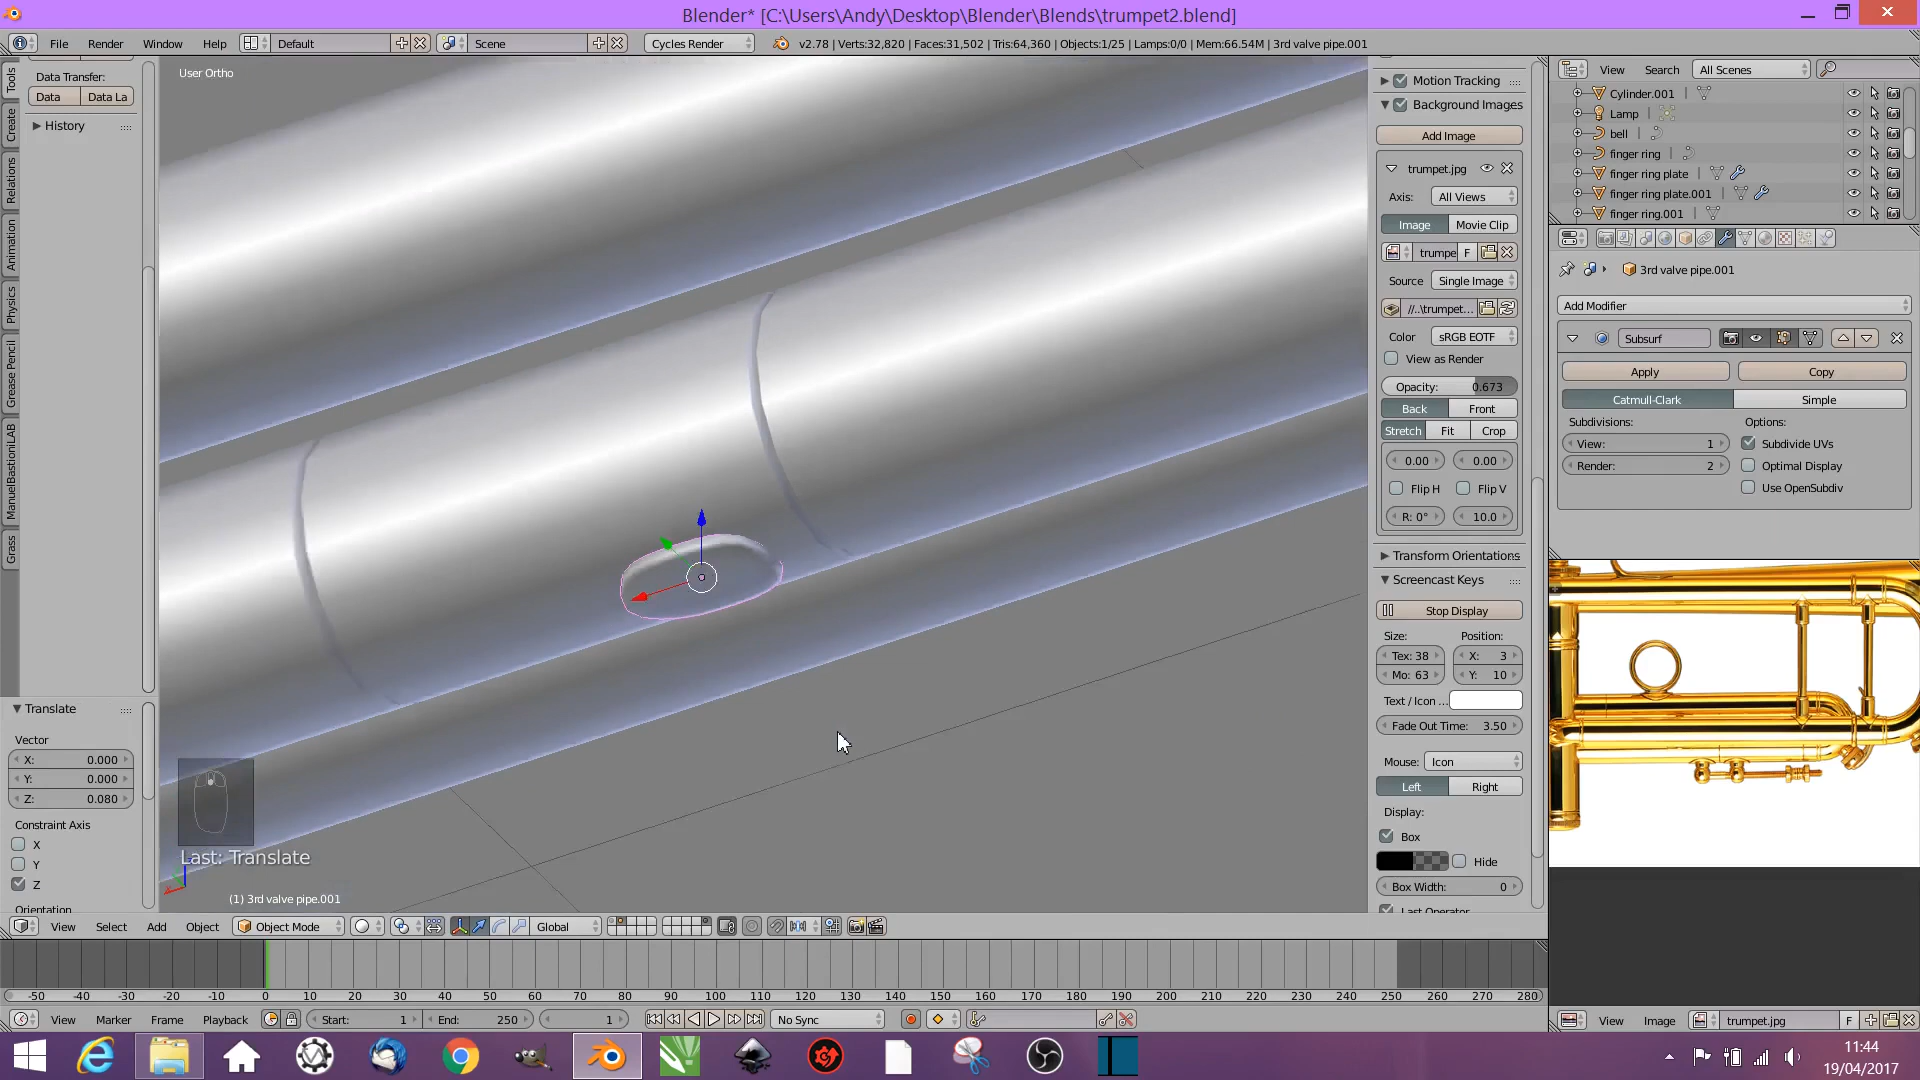 Blender* [C:\Users\Andy\Desktop\Blender\Blends\trumpet2.blend]
File Render Window Help Default Scene Cycles Render v2.78 | Verts:32,820 | Faces:31,502 | Tris:64,360 | Objects:1/25 | Lamps:0/0 | Mem:66.54M | 3rd valve pipe.001
Tools
Create
Relations
Animation
Physics
Grease Pencil
ManuelBastioniLAB
Grass
Data Transfer:
Data Data La
History
Translate
Vector
X: 0.000
Y: 0.000
Z: 0.080
Constraint Axis
X
Y
Z
Orientation
User Ortho
Last: Translate
(1) 3rd valve pipe.001
Motion Tracking
Background Images
Add Image
trumpet.jpg
Axis: All Views
Image Movie Clip
trumpe F
Source Single Image
//..\trumpet...
Color sRGB EOTF
View as Render
Opacity: 0.673
Back Front
Stretch Fit Crop
0.00 0.00
Flip H Flip V
R: 0° 10.0
Transform Orientations
Screencast Keys
Stop Display
Size: Position:
Tex: 38 X: 3
Mo: 63 Y: 10
Text / Icon ...
Fade Out Time: 3.50
Mouse: Icon
Left Right
Display:
Box
Hide
Box Width: 0
Last Operator
View Search All Scenes
Cylinder.001
Lamp
bell
finger ring
finger ring plate
finger ring plate.001
finger ring.001
3rd valve pipe.001
Add Modifier
Subsurf
Apply Copy
Catmull-Clark Simple
Subdivisions: Options:
View: 1 Subdivide UVs
Render: 2 Optimal Display
Use OpenSubdiv
View Select Add Object Object Mode Global
-50 -40 -30 -20 -10 0 10 20 30 40 50 60 70 80 90 100 110 120 130 140 150 160 170 180 190 200 210 220 230 240 250 260 270 280
View Marker Frame Playback Start: 1 End: 250 1 No Sync
View Image trumpet.jpg F
11:44
19/04/2017